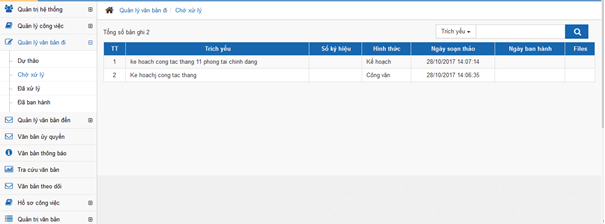 Quản trị hệ thống
Quản lý công việc
Quản lý văn bản đi
Dự thảo
Chờ xử lý
Đã xử lý
Đã ban hành
Quản lý văn bản đến
Văn bản ủy quyền
Văn bản thông báo
Tra cứu văn bản
Văn bản theo dõi
Hồ sơ công việc
Quản trị văn bản
Quản lý văn bản đi / Chờ xử lý
Tổng số bản ghi 2
Trích yếu
TT Trích yếu Số ký hiệu Hình thức Ngày soạn thảo Ngày ban hành Files
1 ke hoach cong tac thang 11 phong tai chinh dang Kế hoạch 28/10/2017 14:07:14
2 Ke hoachj cong tac thang Công văn 28/10/2017 14:06:35